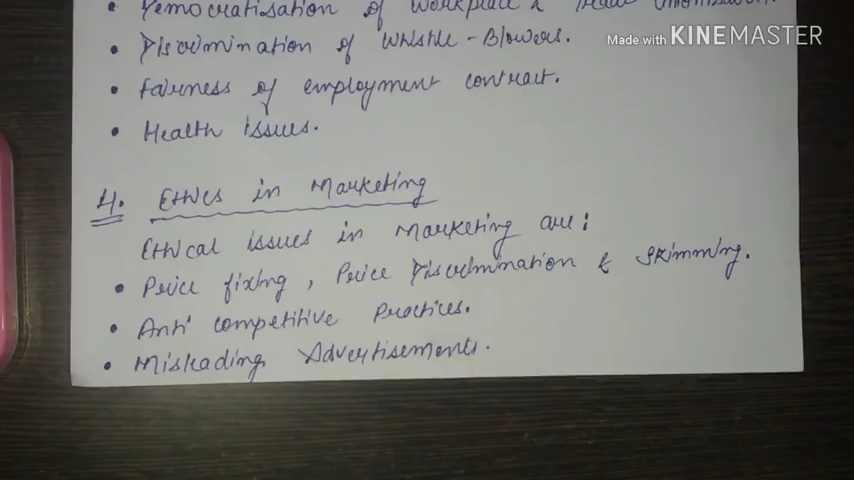 • Democratisation of workplace & Trade
• Discrimination of Whistle-Blowers.
Made with KINEMASTER
• Fairness of employment contract.
• Health issues.
4. Ethics in Marketing
Ethical issues in Marketing are:
• Price fixing, Price Discrimination & Skimming.
• Anti competitive Practices.
• Misleading Advertisements.